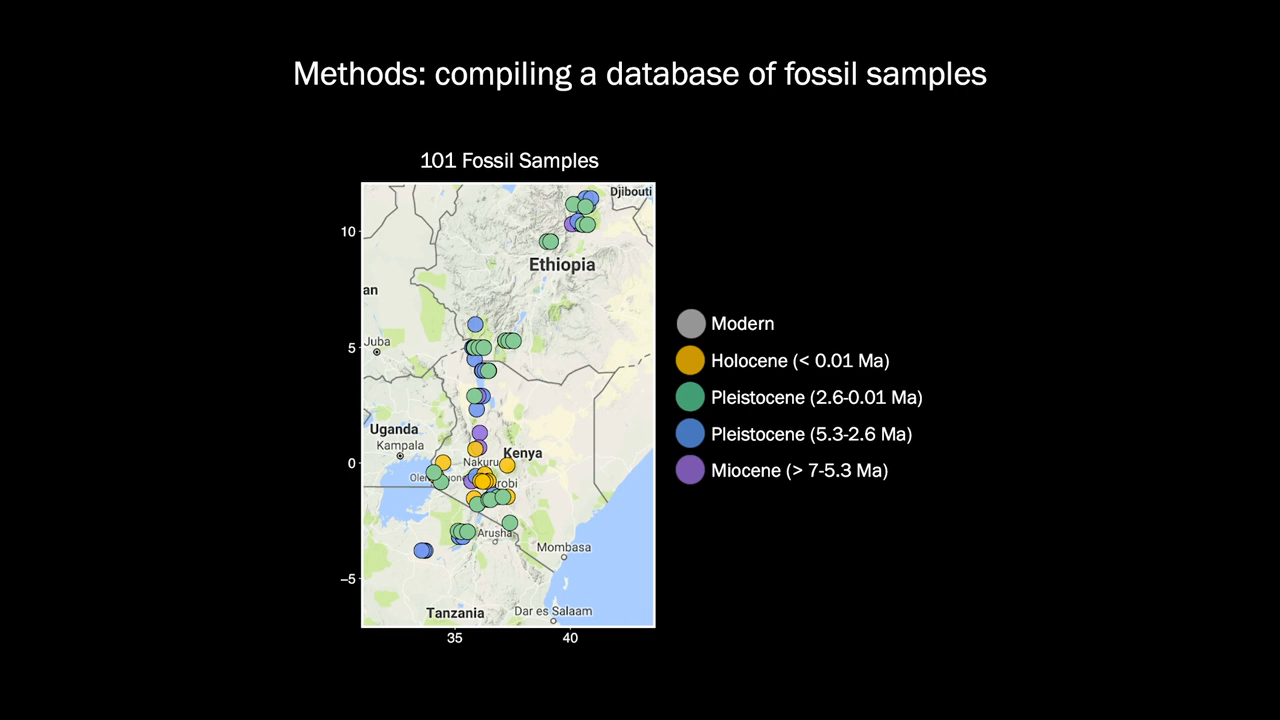 Methods: compiling a database of fossil samples
101 Fossil Samples
Djibouti
10
Ethiopia
an
Juba
5
Uganda
Kampala
Kenya
0
Nakuru
robi
Arusha
Mombasa
−5
Tanzania
Dar es Salaam
35
40
Modern
Holocene (< 0.01 Ma)
Pleistocene (2.6-0.01 Ma)
Pleistocene (5.3-2.6 Ma)
Miocene (> 7-5.3 Ma)